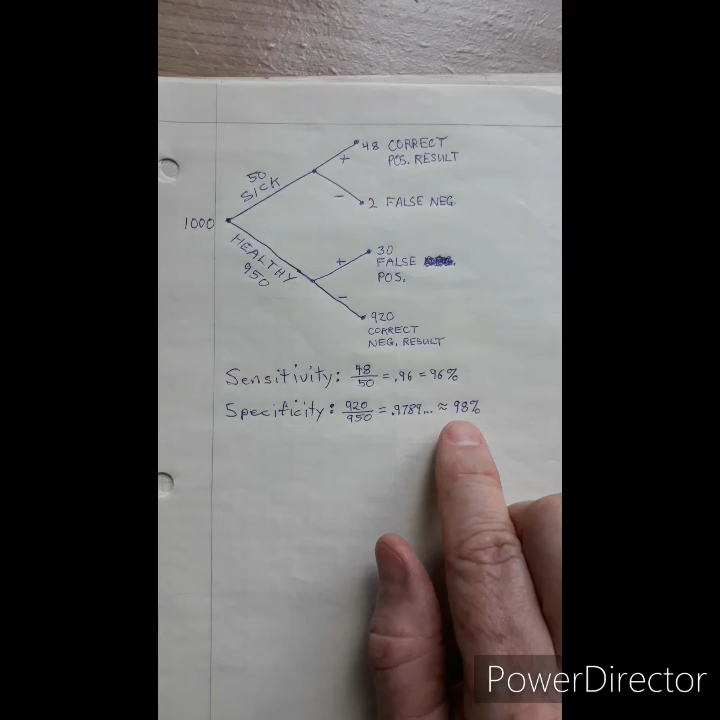 48 CORRECT
POS. RESULT
50
SICK
+
-
2 FALSE NEG.
1000
HEALTHY
950
+
-
30
FALSE
POS.
920
CORRECT
NEG. RESULT
Sensitivity: 48/50 = .96 = 96%
Specificity: 920/950 = .9789... ≈ 98%
PowerDirector